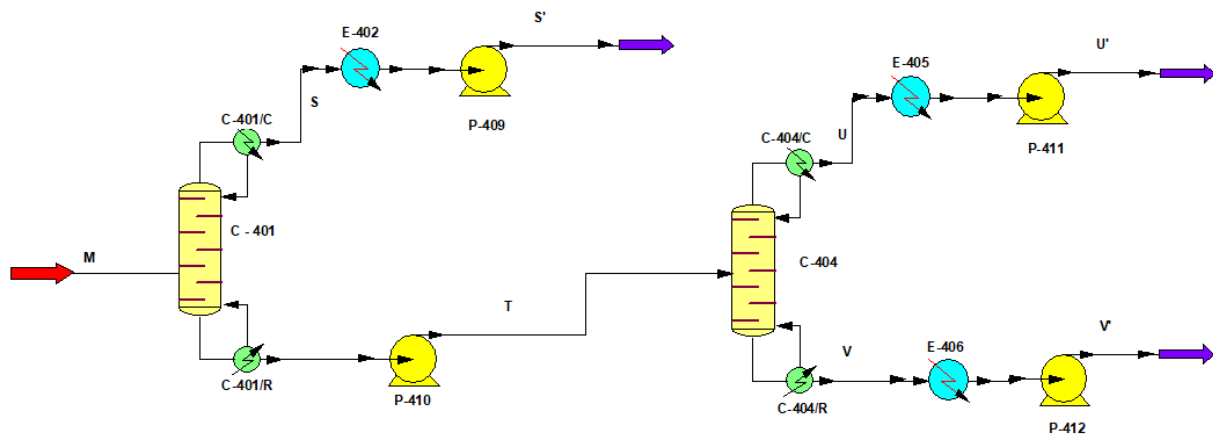 S'
E-402
S
P-409
C-401/C
C - 401
M
C-401/R
P-410
T
U'
E-405
U
P-411
C-404/C
C-404
V
V'
E-406
C-404/R
P-412